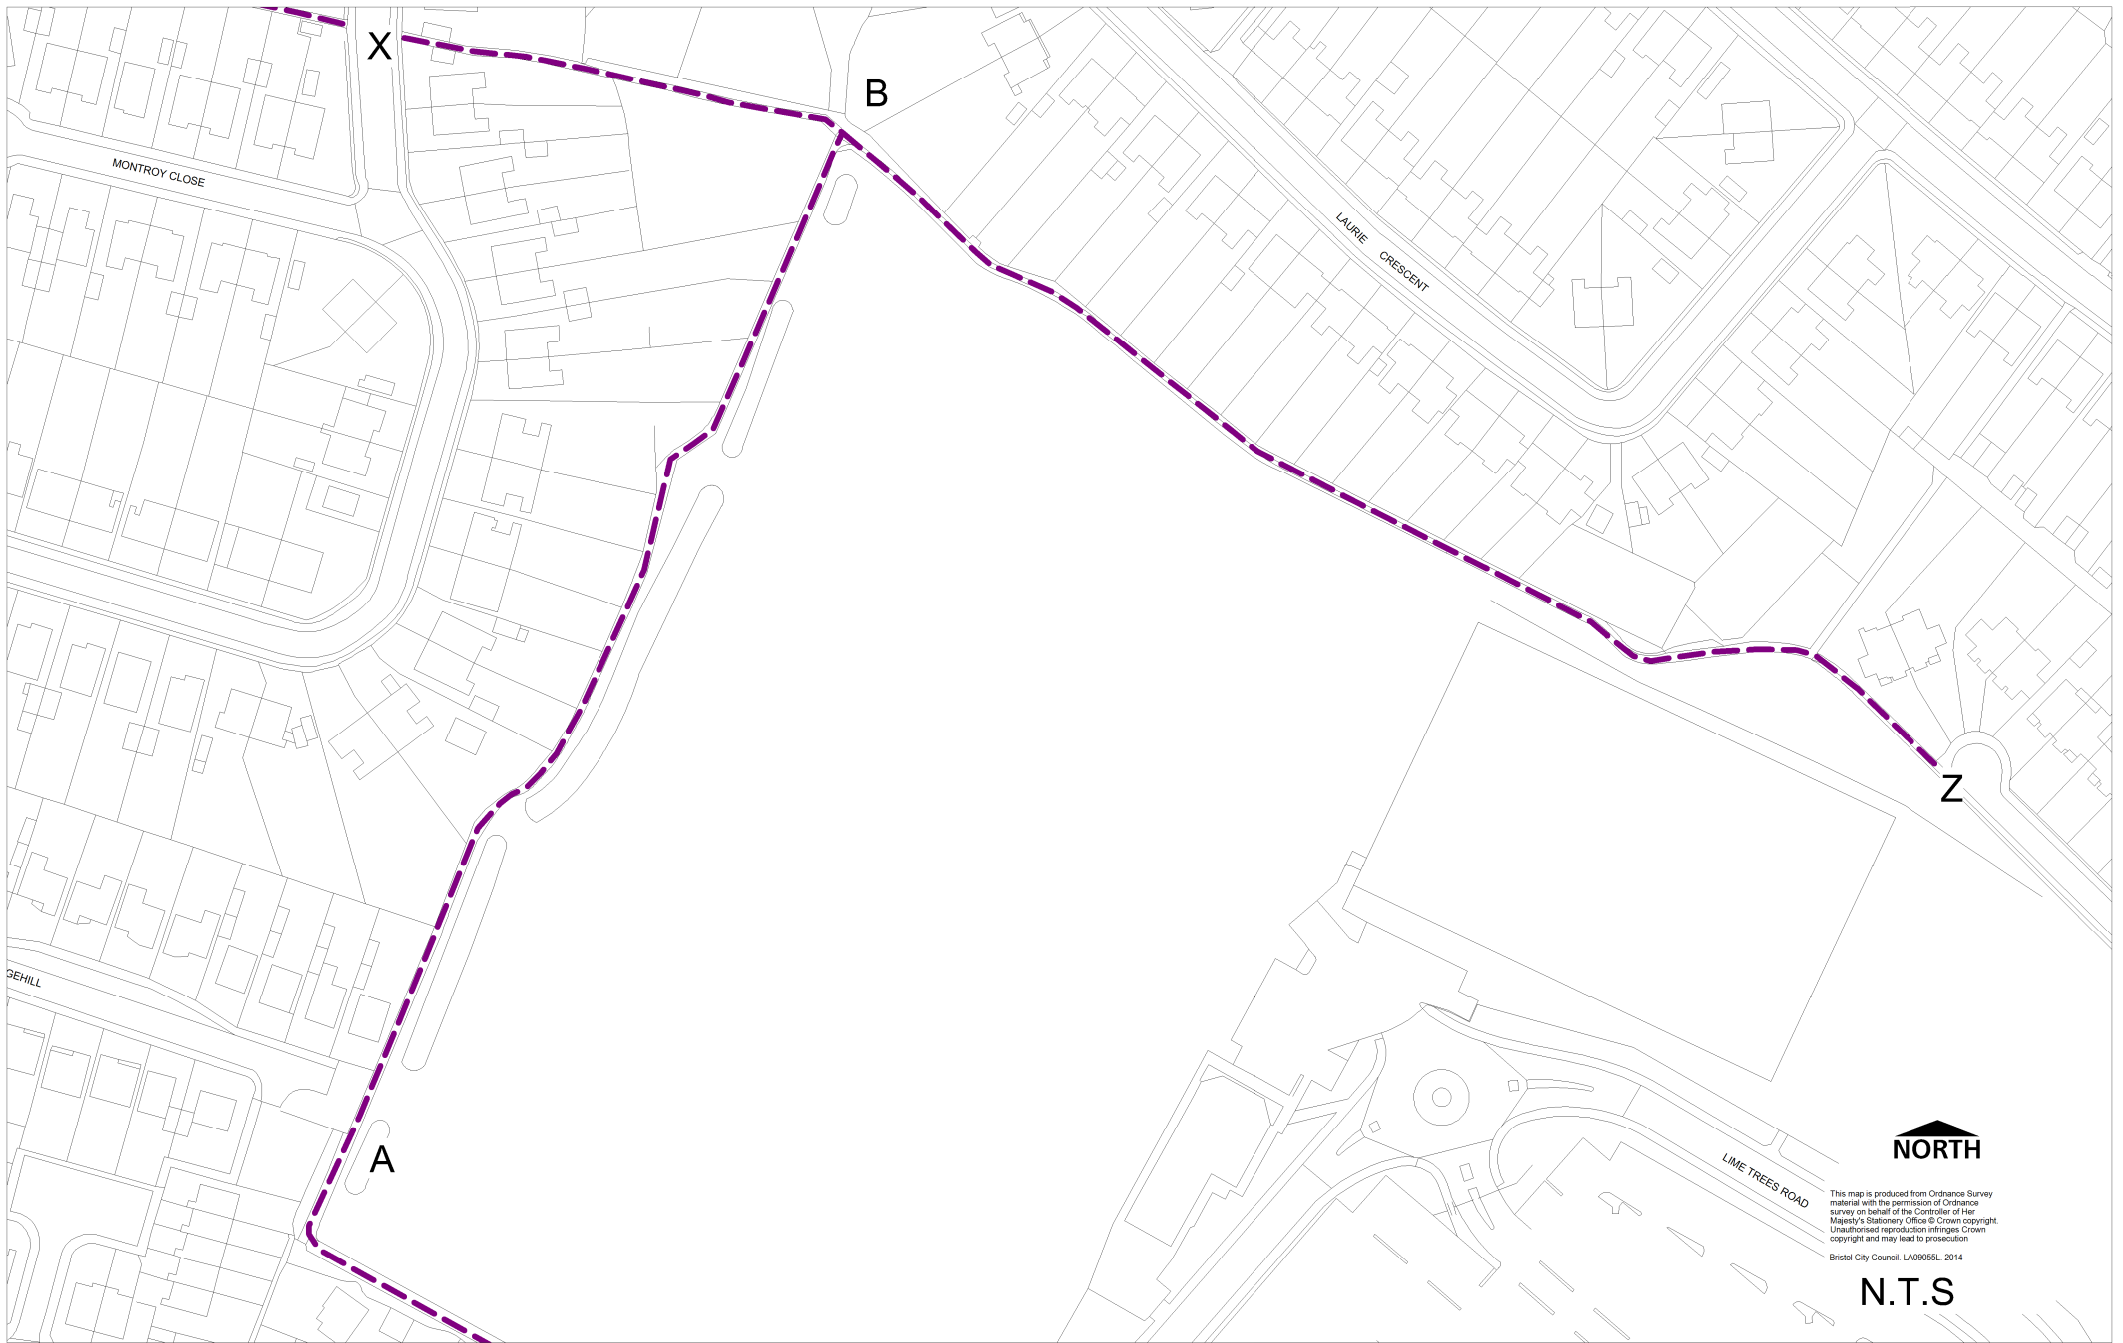 X
B
MONTROY CLOSE
LAURIE CRESCENT
Z
GEHILL
A
LIME TREES ROAD
NORTH
This map is produced from Ordnance Survey
material with the permission of Ordnance
survey on behalf of the Controller of Her
Majesty's Stationery Office © Crown copyright.
Unauthorised reproduction infringes Crown
copyright and may lead to prosecution
Bristol City Council. LA09055L. 2014
N.T.S